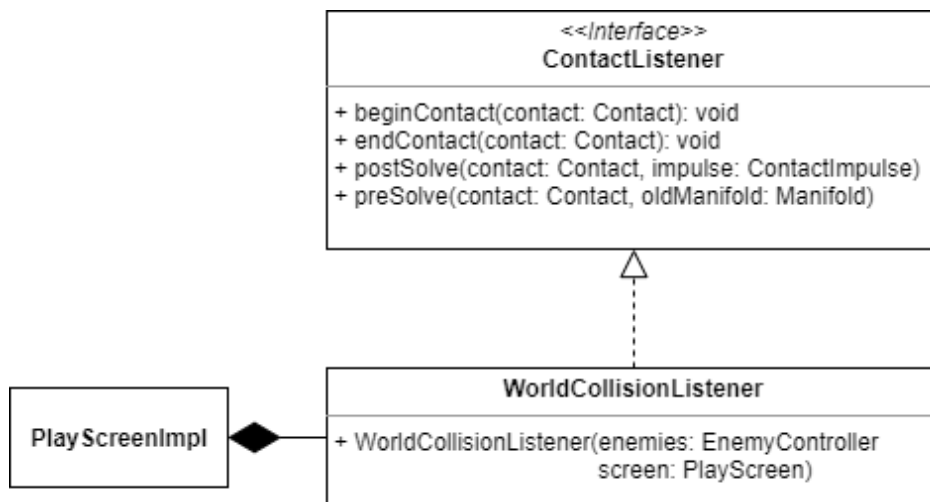 <<Interface>>
ContactListener
+ beginContact(contact: Contact): void
+ endContact(contact: Contact): void
+ postSolve(contact: Contact, impulse: ContactImpulse)
+ preSolve(contact: Contact, oldManifold: Manifold)
PlayScreenImpl
WorldCollisionListener
+ WorldCollisionListener(enemies: EnemyController
screen: PlayScreen)